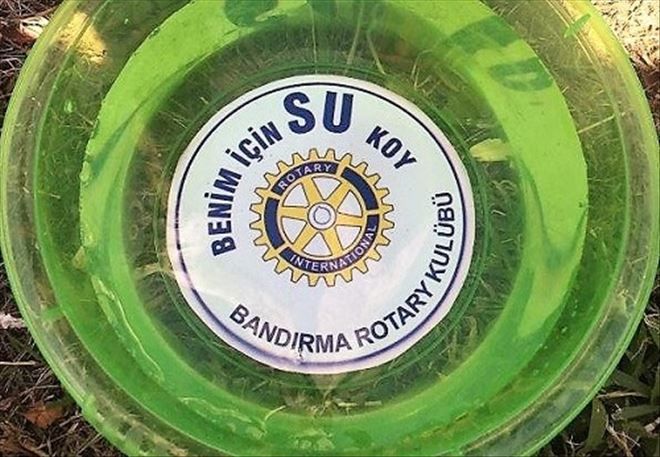 BENİM İÇİN SU KOY
ROTARY
INTERNATIONAL
BANDIRMA ROTARY KULÜBÜ